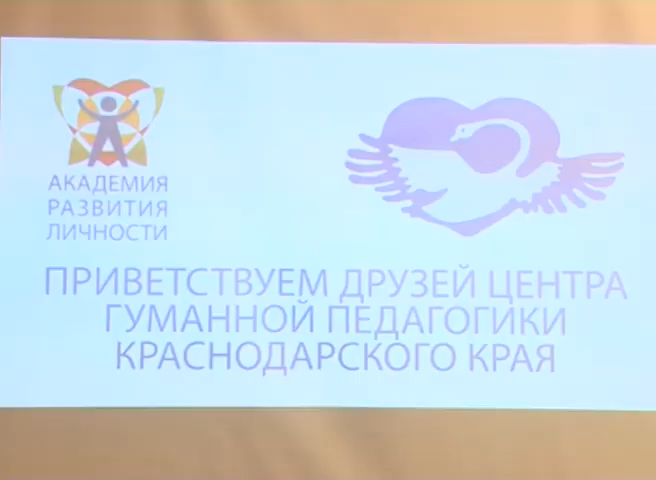 АКАДЕМИЯ
РАЗВИТИЯ
ЛИЧНОСТИ
ПРИВЕТСТВУЕМ ДРУЗЕЙ ЦЕНТРА
ГУМАННОЙ ПЕДАГОГИКИ
КРАСНОДАРСКОГО КРАЯ